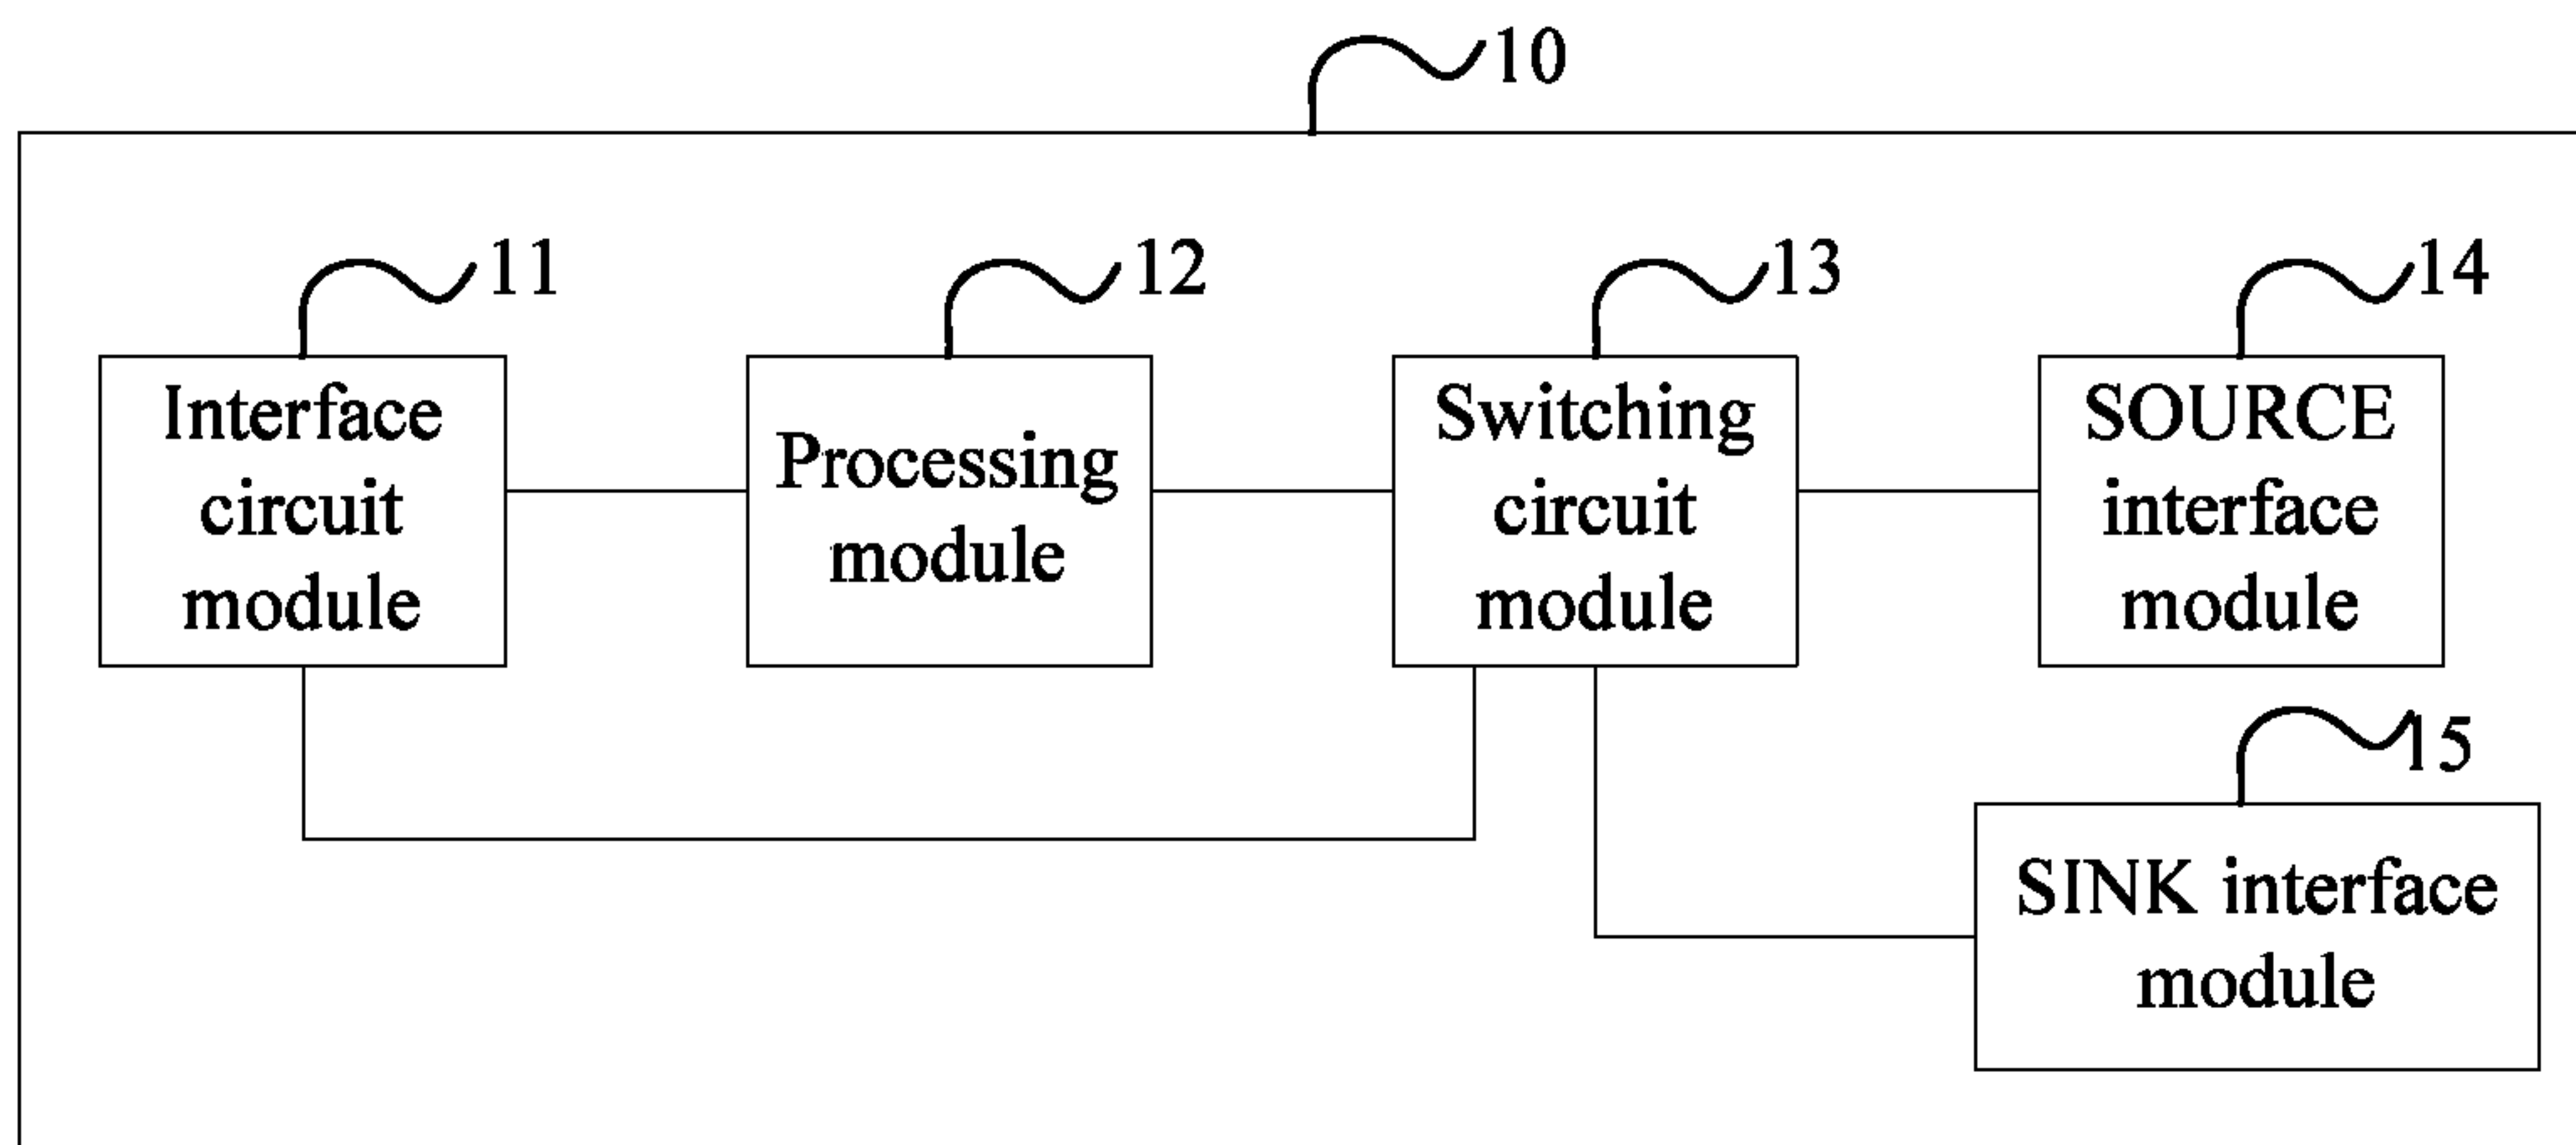 10
11
12
13
14
Interface
circuit
module
Processing
module
Switching
circuit
module
SOURCE
interface
module
15
SINK interface
module